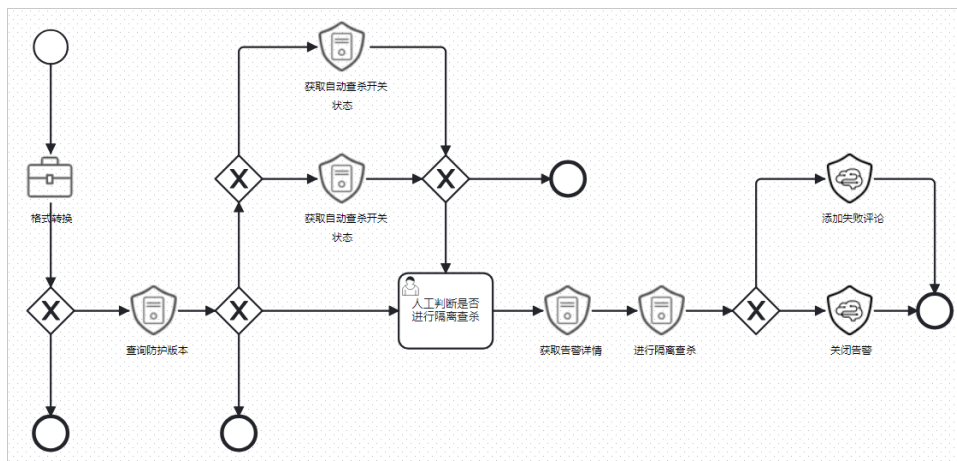 获取自动查杀开关
状态
格式转换
获取自动查杀开关
状态
添加失败评论
查询防护版本
人工判断是否
进行隔离查杀
获取告警详情
进行隔离查杀
关闭告警